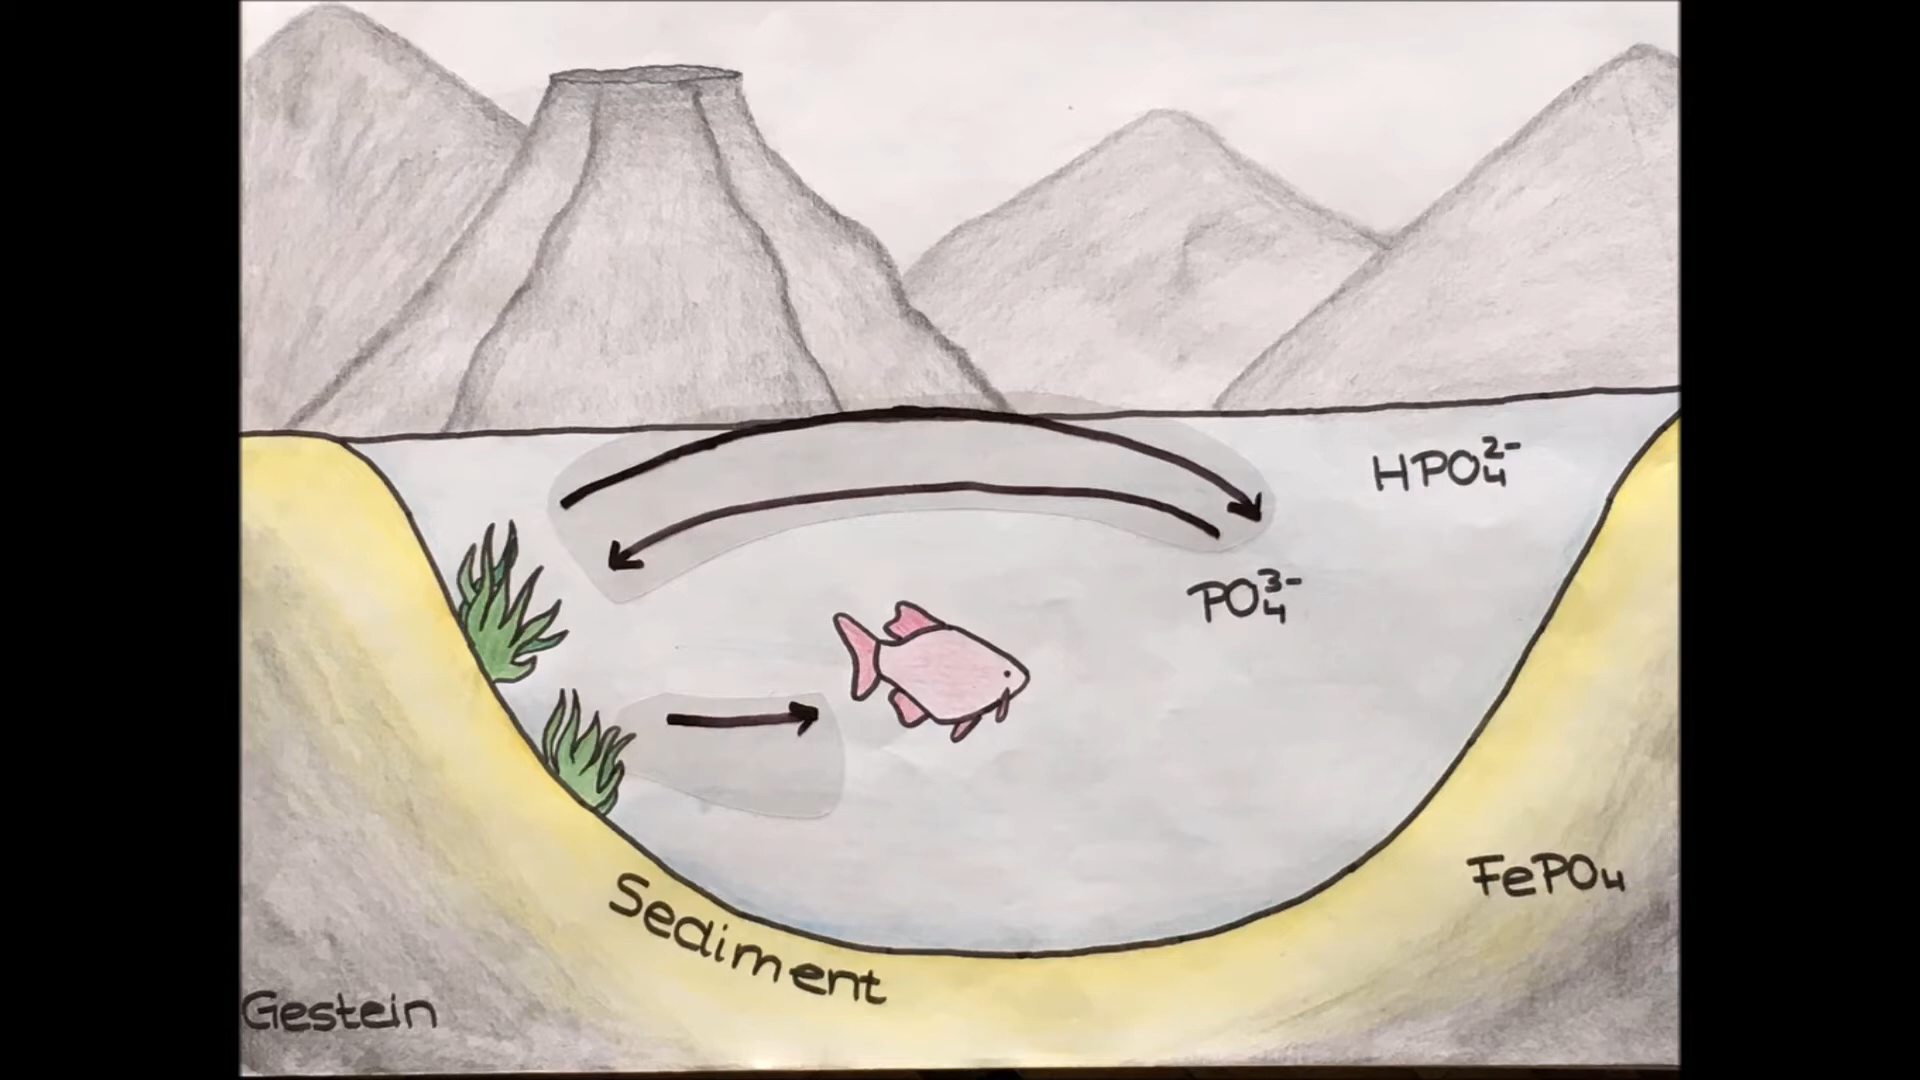 HPO₄²⁻
PO₄³⁻
FePO₄
Sediment
Gestein